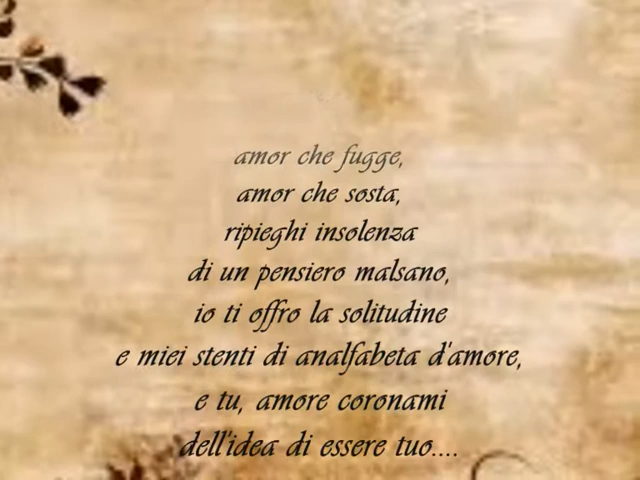 amor che fugge,
amor che sosta,
ripieghi insolenza
di un pensiero malsano,
io ti offro la solitudine
e miei stenti di analfabeta d'amore,
e tu, amore coronami
dell'idea di essere tuo....